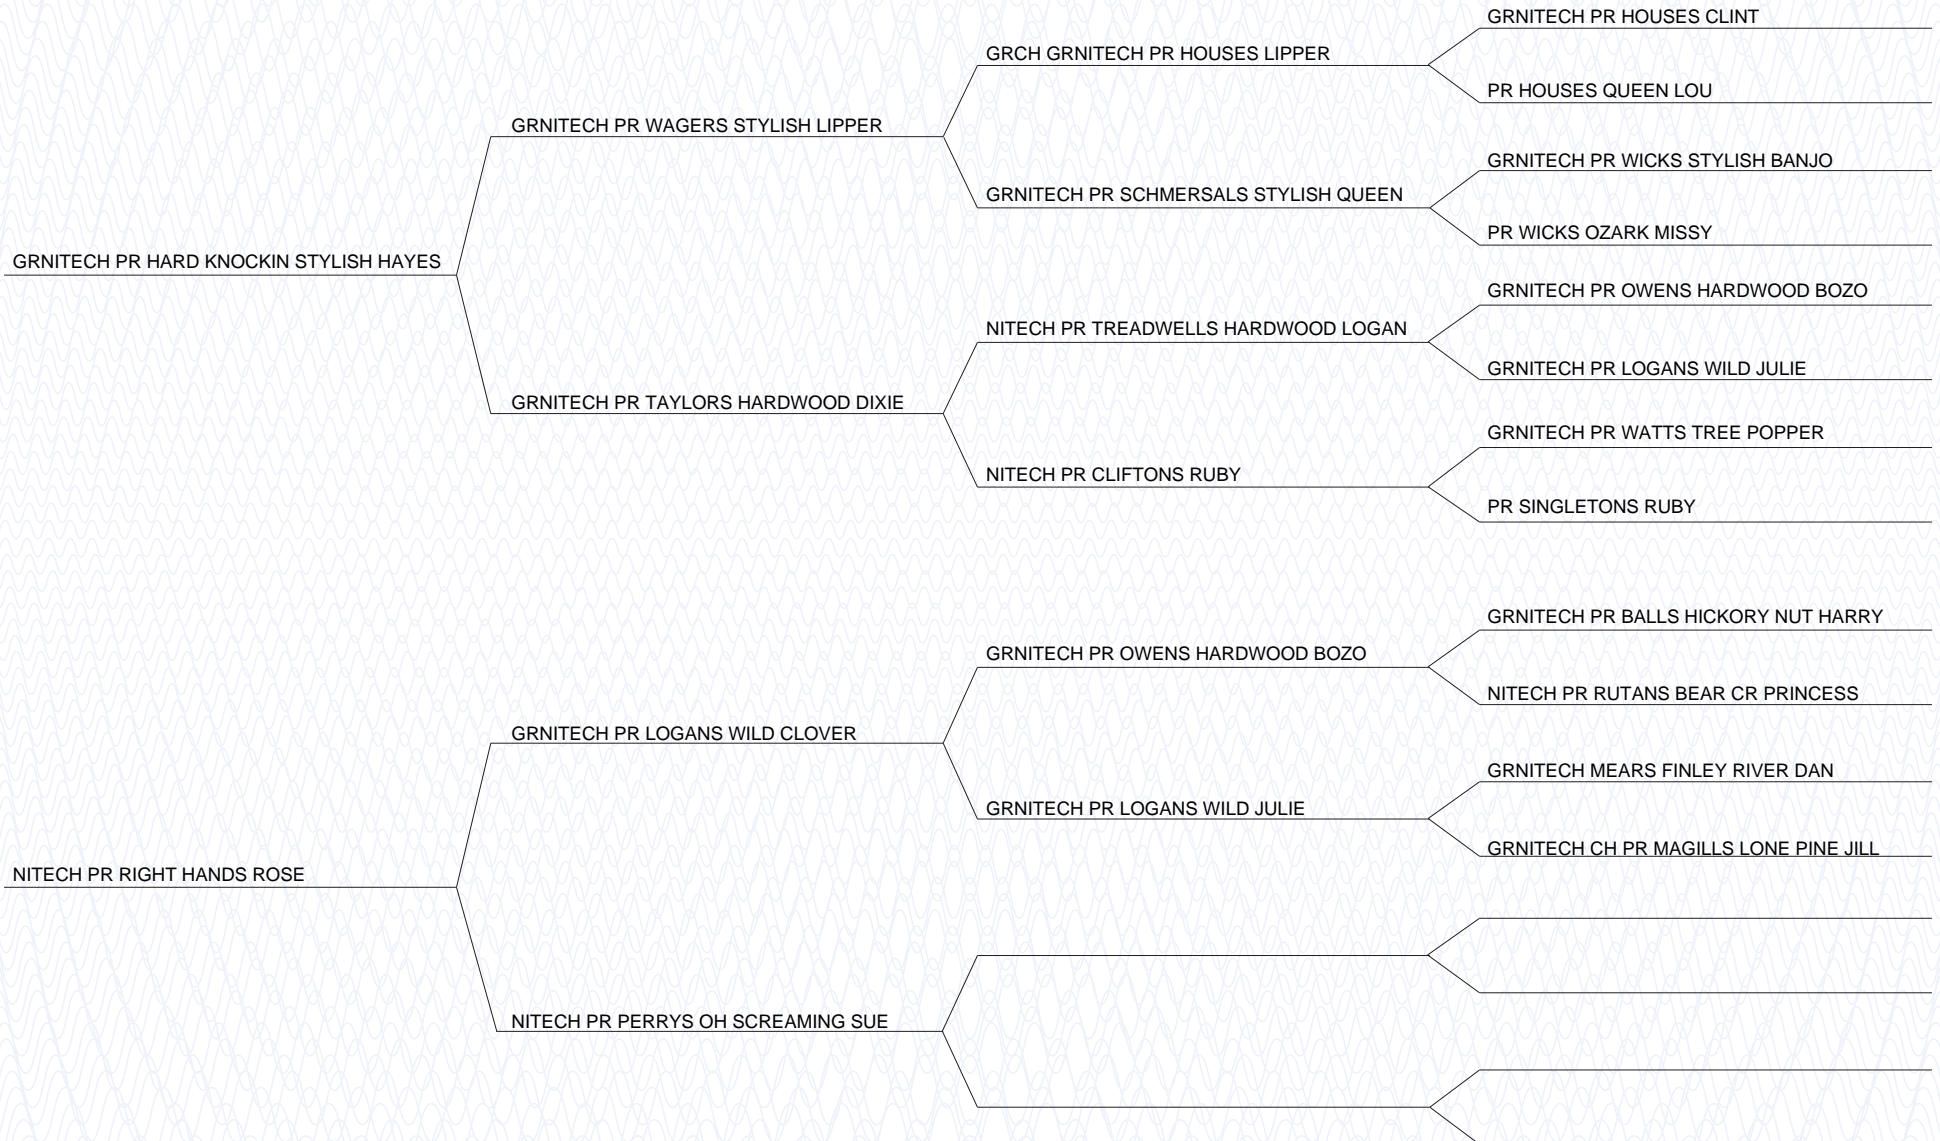 GRNITECH PR HOUSES CLINT
GRCH GRNITECH PR HOUSES LIPPER
PR HOUSES QUEEN LOU
GRNITECH PR WAGERS STYLISH LIPPER
GRNITECH PR WICKS STYLISH BANJO
GRNITECH PR SCHMERSALS STYLISH QUEEN
PR WICKS OZARK MISSY
GRNITECH PR HARD KNOCKIN STYLISH HAYES
GRNITECH PR OWENS HARDWOOD BOZO
NITECH PR TREADWELLS HARDWOOD LOGAN
GRNITECH PR LOGANS WILD JULIE
GRNITECH PR TAYLORS HARDWOOD DIXIE
GRNITECH PR WATTS TREE POPPER
NITECH PR CLIFTONS RUBY
PR SINGLETONS RUBY
GRNITECH PR BALLS HICKORY NUT HARRY
GRNITECH PR OWENS HARDWOOD BOZO
NITECH PR RUTANS BEAR CR PRINCESS
GRNITECH PR LOGANS WILD CLOVER
GRNITECH MEARS FINLEY RIVER DAN
GRNITECH PR LOGANS WILD JULIE
GRNITECH CH PR MAGILLS LONE PINE JILL
NITECH PR RIGHT HANDS ROSE
NITECH PR PERRYS OH SCREAMING SUE